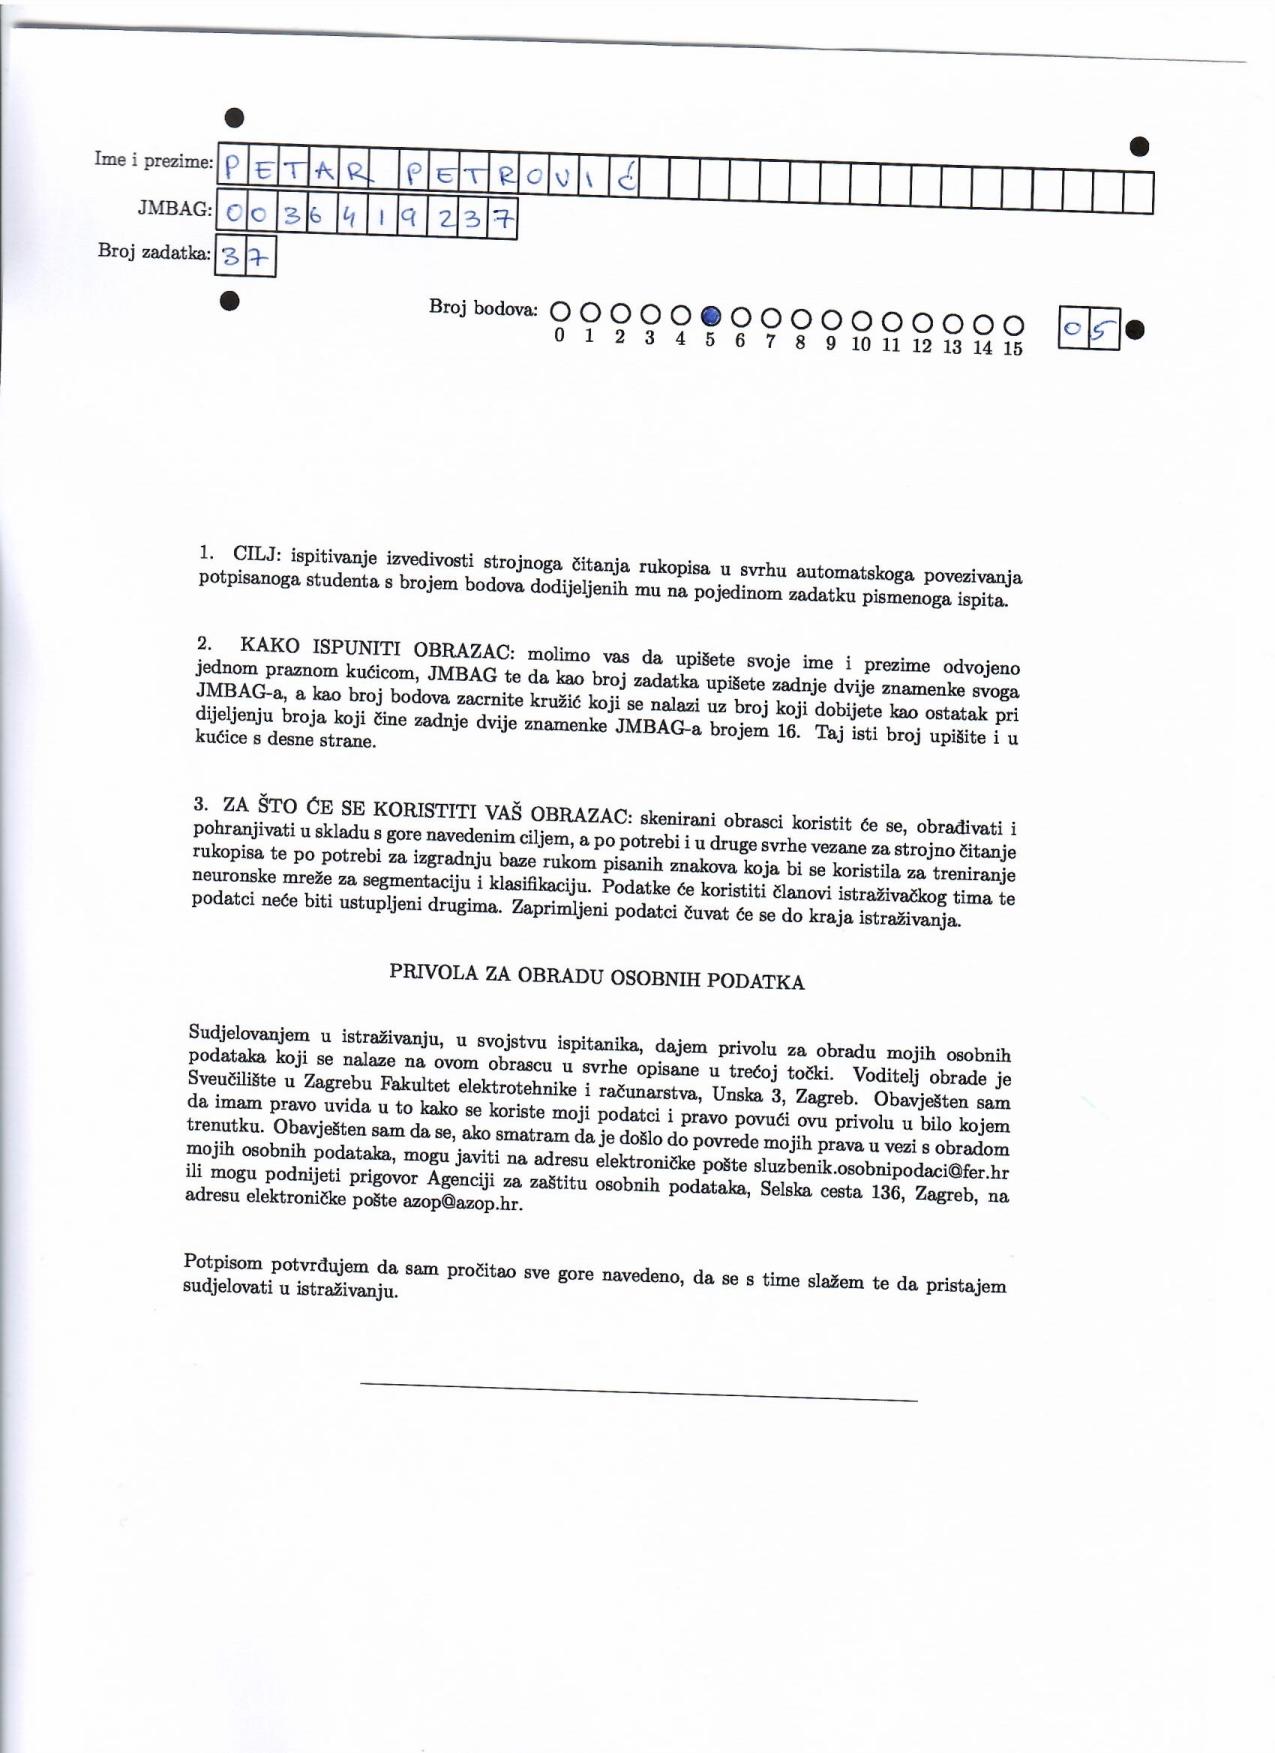 Ime i prezime: PETAR PETROVIĆ
JMBAG: 0036419237
Broj zadatka: 37
Broj bodova: 05
0 1 2 3 4 5 6 7 8 9 10 11 12 13 14 15
1. CILJ: ispitivanje izvedivosti strojnoga čitanja rukopisa u svrhu automatskoga povezivanja
potpisanoga studenta s brojem bodova dodijeljenih mu na pojedinom zadatku pismenoga ispita.
2. KAKO ISPUNITI OBRAZAC: molimo vas da upišete svoje ime i prezime odvojeno
jednom praznom kućicom, JMBAG te da kao broj zadatka upišete zadnje dvije znamenke svoga
JMBAG-a, a kao broj bodova zacrnite kružić koji se nalazi uz broj koji dobijete kao ostatak pri
dijeljenju broja koji čine zadnje dvije znamenke JMBAG-a brojem 16. Taj isti broj upišite i u
kućice s desne strane.
3. ZA ŠTO ĆE SE KORISTITI VAŠ OBRAZAC: skenirani obrasci koristit će se, obrađivati i
pohranjivati u skladu s gore navedenim ciljem, a po potrebi i u druge svrhe vezane za strojno čitanje
rukopisa te po potrebi za izgradnju baze rukom pisanih znakova koja bi se koristila za treniranje
neuronske mreže za segmentaciju i klasifikaciju. Podatke će koristiti članovi istraživačkog tima te
podatci neće biti ustupljeni drugima. Zaprimljeni podatci čuvat će se do kraja istraživanja.
PRIVOLA ZA OBRADU OSOBNIH PODATKA
Sudjelovanjem u istraživanju, u svojstvu ispitanika, dajem privolu za obradu mojih osobnih
podataka koji se nalaze na ovom obrascu u svrhe opisane u trećoj točki. Voditelj obrade je
Sveučilište u Zagrebu Fakultet elektrotehnike i računarstva, Unska 3, Zagreb. Obavješten sam
da imam pravo uvida u to kako se koriste moji podatci i pravo povući ovu privolu u bilo kojem
trenutku. Obavješten sam da se, ako smatram da je došlo do povrede mojih prava u vezi s obradom
mojih osobnih podataka, mogu javiti na adresu elektroničke pošte sluzbenik.osobnipodaci@fer.hr
ili mogu podnijeti prigovor Agenciji za zaštitu osobnih podataka, Selska cesta 136, Zagreb, na
adresu elektroničke pošte azop@azop.hr.
Potpisom potvrđujem da sam pročitao sve gore navedeno, da se s time slažem te da pristajem
sudjelovati u istraživanju.